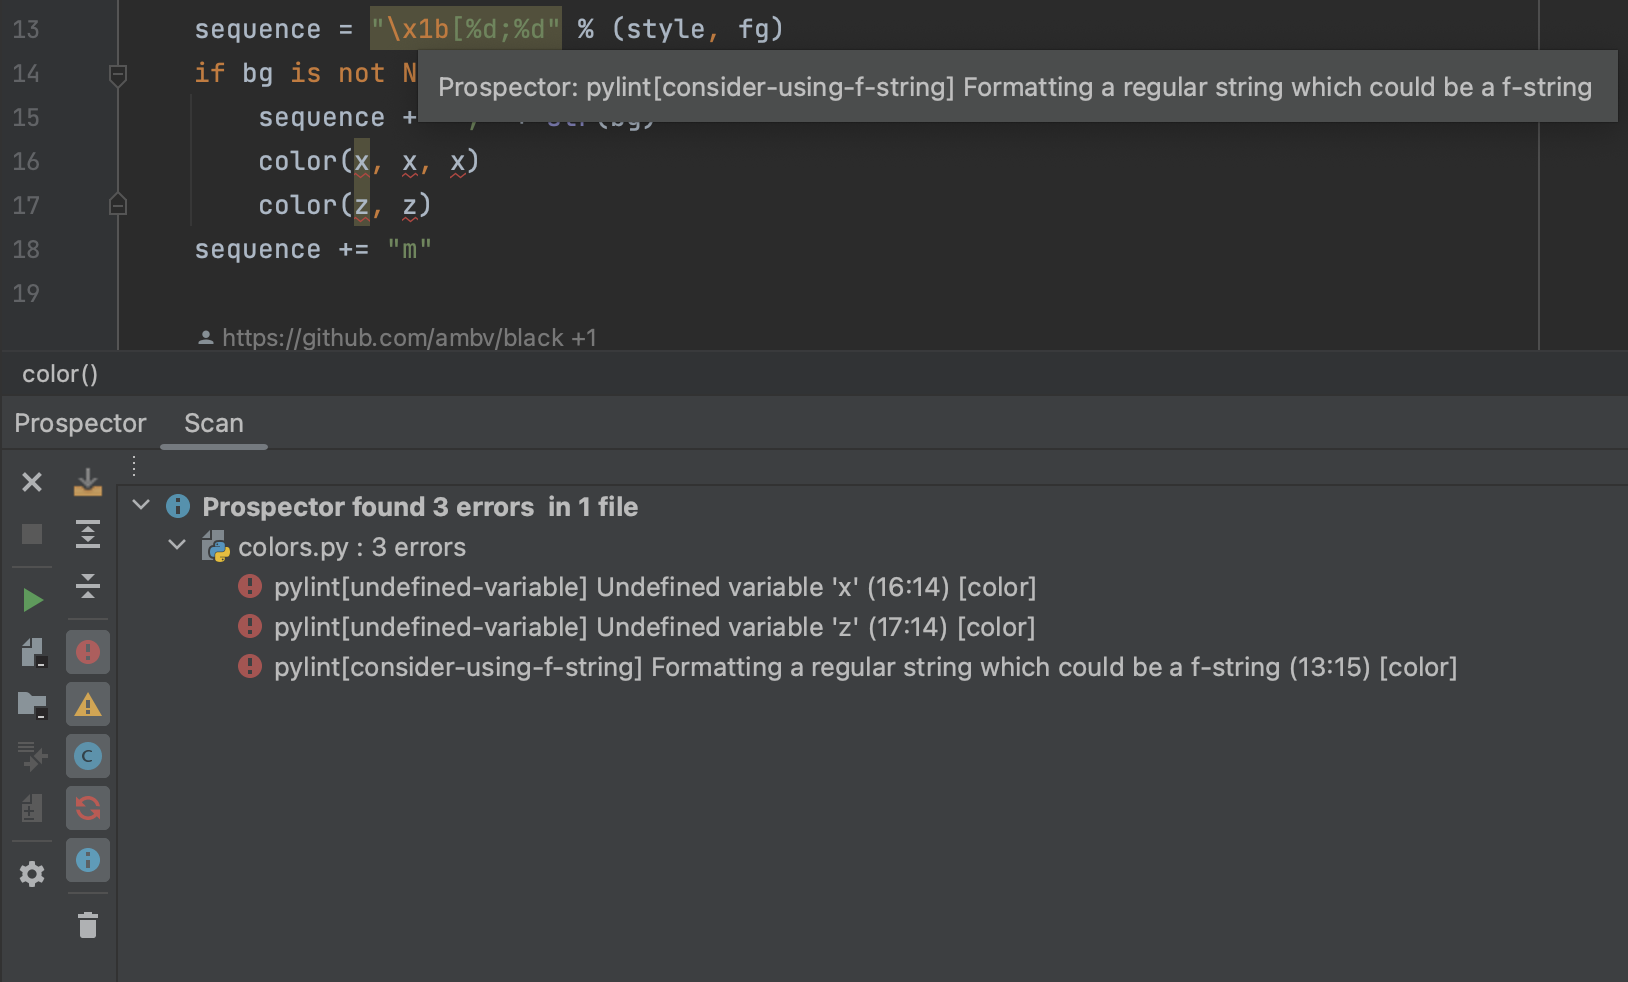 13 sequence = "\x1b[%d;%d" % (style, fg)
14 if bg is not N
Prospector: pylint[consider-using-f-string] Formatting a regular string which could be a f-string
15 sequence + (bg)
16 color(x, x, x)
17 color(z, z)
18 sequence += "m"
19
https://github.com/ambv/black +1
color()
Prospector Scan
Prospector found 3 errors in 1 file
colors.py : 3 errors
pylint[undefined-variable] Undefined variable 'x' (16:14) [color]
pylint[undefined-variable] Undefined variable 'z' (17:14) [color]
pylint[consider-using-f-string] Formatting a regular string which could be a f-string (13:15) [color]
C